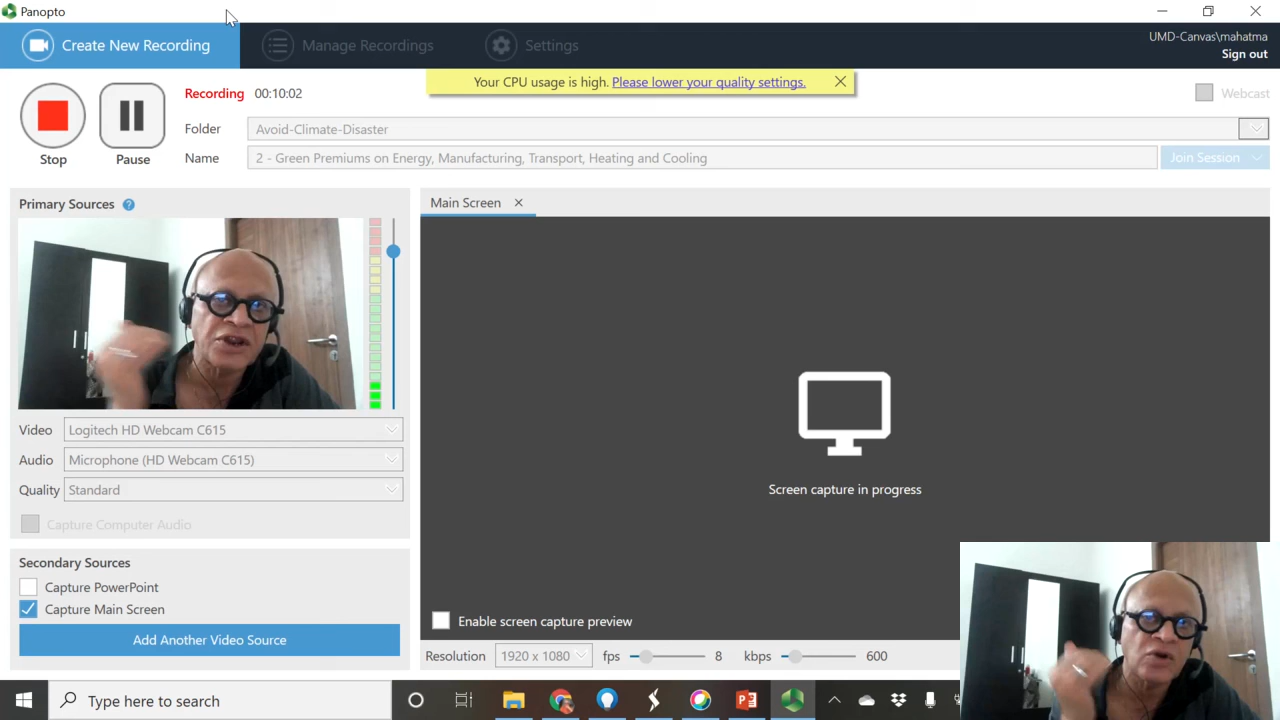 Panopto
Create New Recording
Manage Recordings
Settings
UMD-Canvas\mahatma
Sign out
Your CPU usage is high. Please lower your quality settings.
Recording 00:10:02
Webcast
Folder Avoid-Climate-Disaster
Stop Pause Name 2 - Green Premiums on Energy, Manufacturing, Transport, Heating and Cooling Join Session
Primary Sources ?
Main Screen
Video Logitech HD Webcam C615
Audio Microphone (HD Webcam C615)
Quality Standard
Capture Computer Audio
Screen capture in progress
Secondary Sources
Capture PowerPoint
Capture Main Screen
Add Another Video Source
Enable screen capture preview
Resolution 1920 x 1080 fps 8 kbps 600
Type here to search